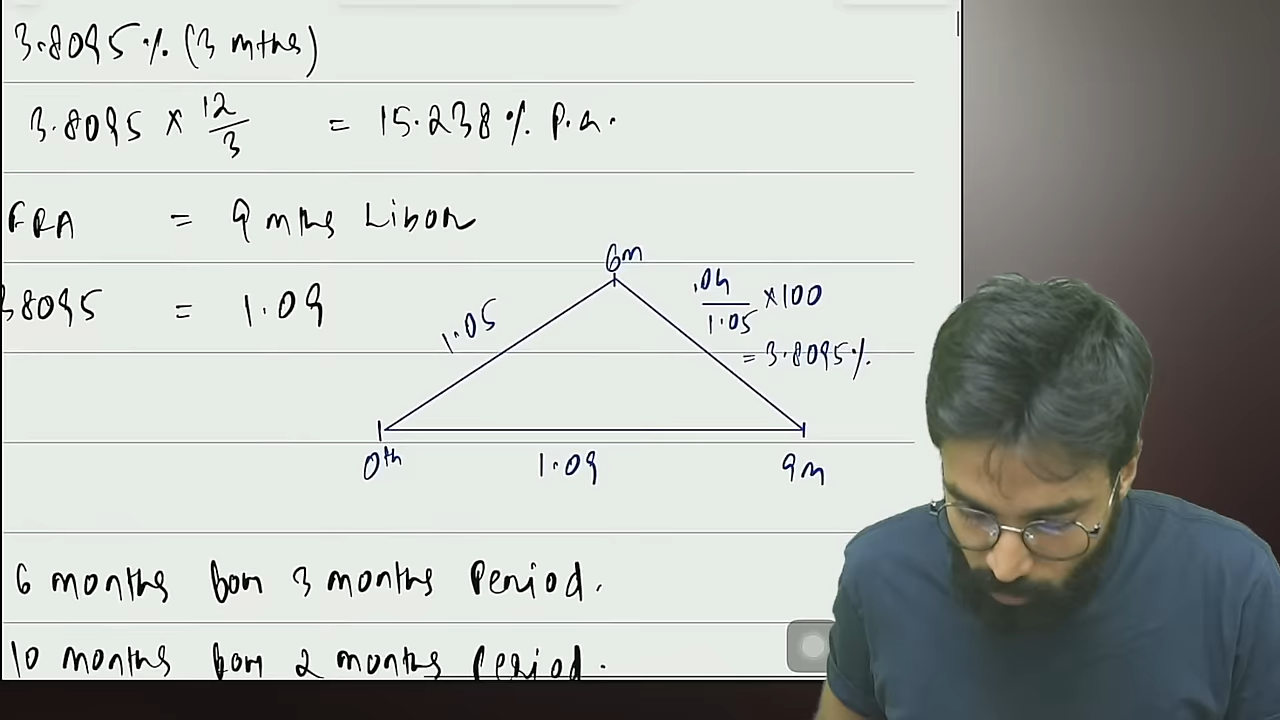 3.8095% (3 mths)
3.8095 × 12/3 = 15.238% p.a.
FRA = 9 mths Libor
38095 = 1.09
6m
1.05
.04/1.05 ×100
= 3.8095%
0th
1.09
9m
6 months from 3 months Period.
10 months from 2 months Period.